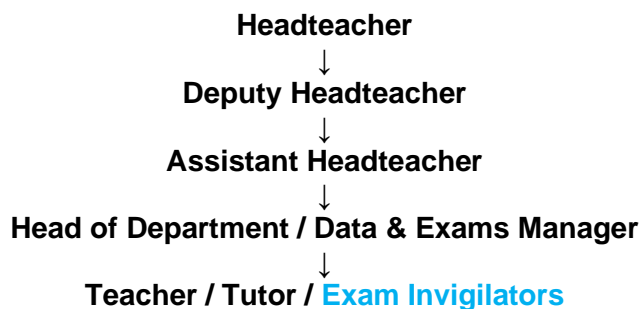 Headteacher
↓
Deputy Headteacher
↓
Assistant Headteacher
↓
Head of Department / Data & Exams Manager
↓
Teacher / Tutor / Exam Invigilators